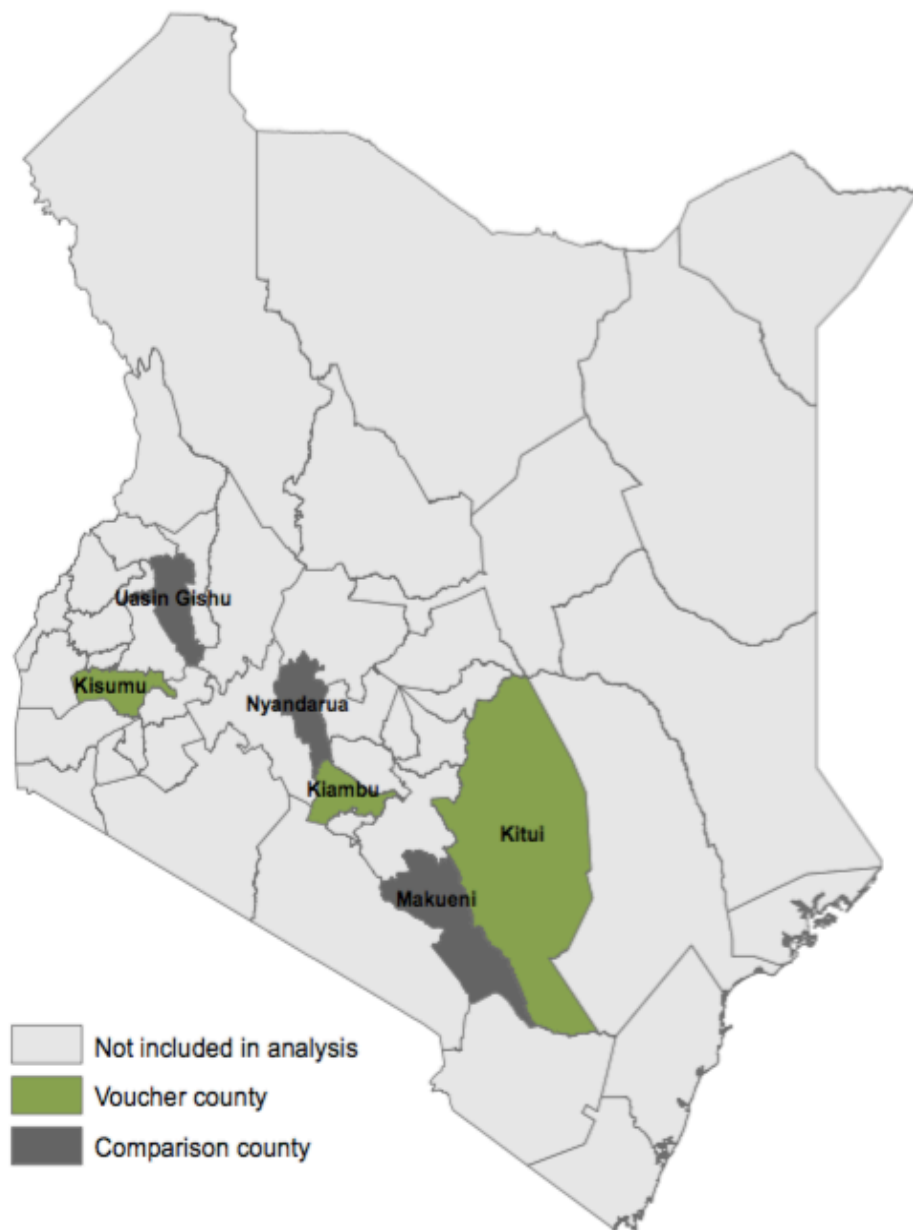 Uasin Gishu
Kisumu
Nyandarua
Kiambu
Kitui
Makueni
Not included in analysis
Voucher county
Comparison county